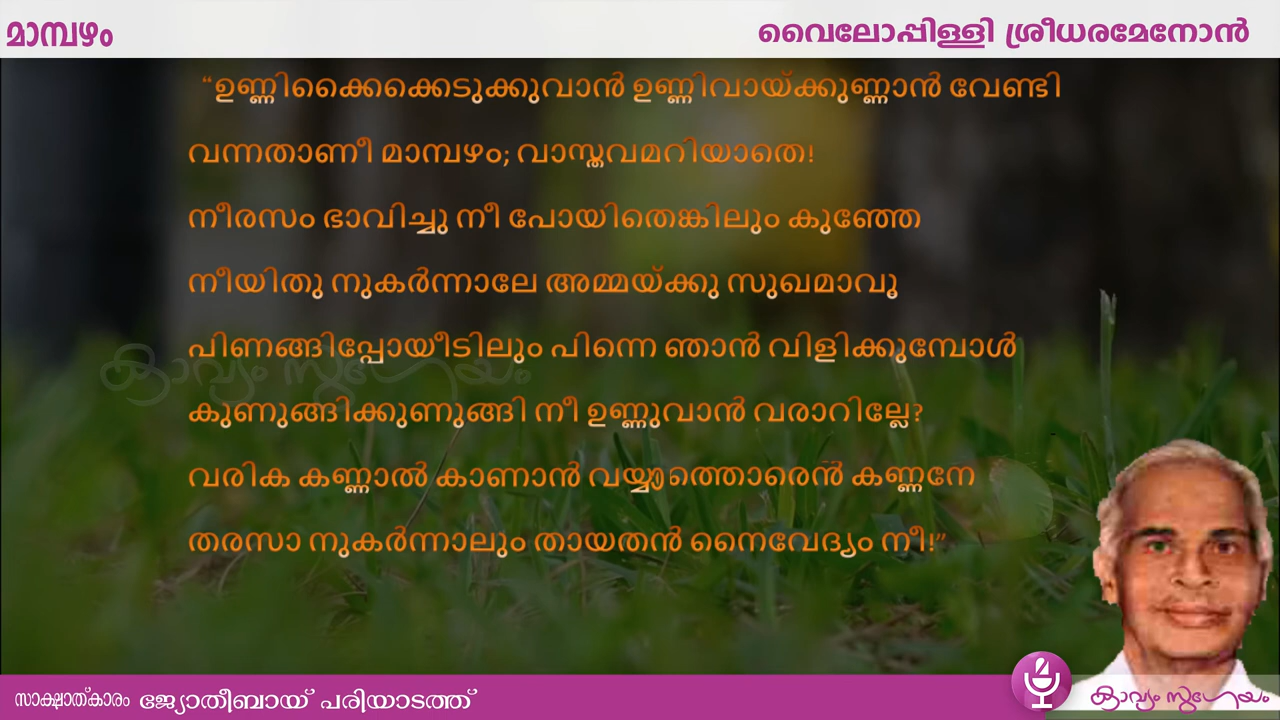 മാമ്പഴം
വൈലോപ്പിള്ളി ശ്രീധരമേനോൻ
“ഉണ്ണിക്കൈക്കെടുക്കുവാൻ ഉണ്ണിവായ്ക്കുണ്ണാൻ വേണ്ടി
വന്നതാണീ മാമ്പഴം; വാസ്തവമറിയാതെ!
നീരസം ഭാവിച്ചു നീ പോയിതെങ്കിലും കുഞ്ഞേ
നീയിതു നുകർന്നാലേ അമ്മയ്ക്കു സുഖമാവൂ
പിണങ്ങിപ്പോയീടിലും പിന്നെ ഞാൻ വിളിക്കുമ്പോൾ
കാവ്യം സുഗേയം
കുണുങ്ങിക്കുണുങ്ങി നീ ഉണ്ണുവാൻ വരാറില്ലേ?
വരിക കണ്ണാൽ കാണാൻ വയ്യാത്തൊരെൻ കണ്ണനേ
തരസാ നുകർന്നാലും തായതൻ നൈവേദ്യം നീ!”
സാക്ഷാത്കാരം ജ്യോതീബായ് പരിയാടത്ത്
കാവ്യം സുഗേയം